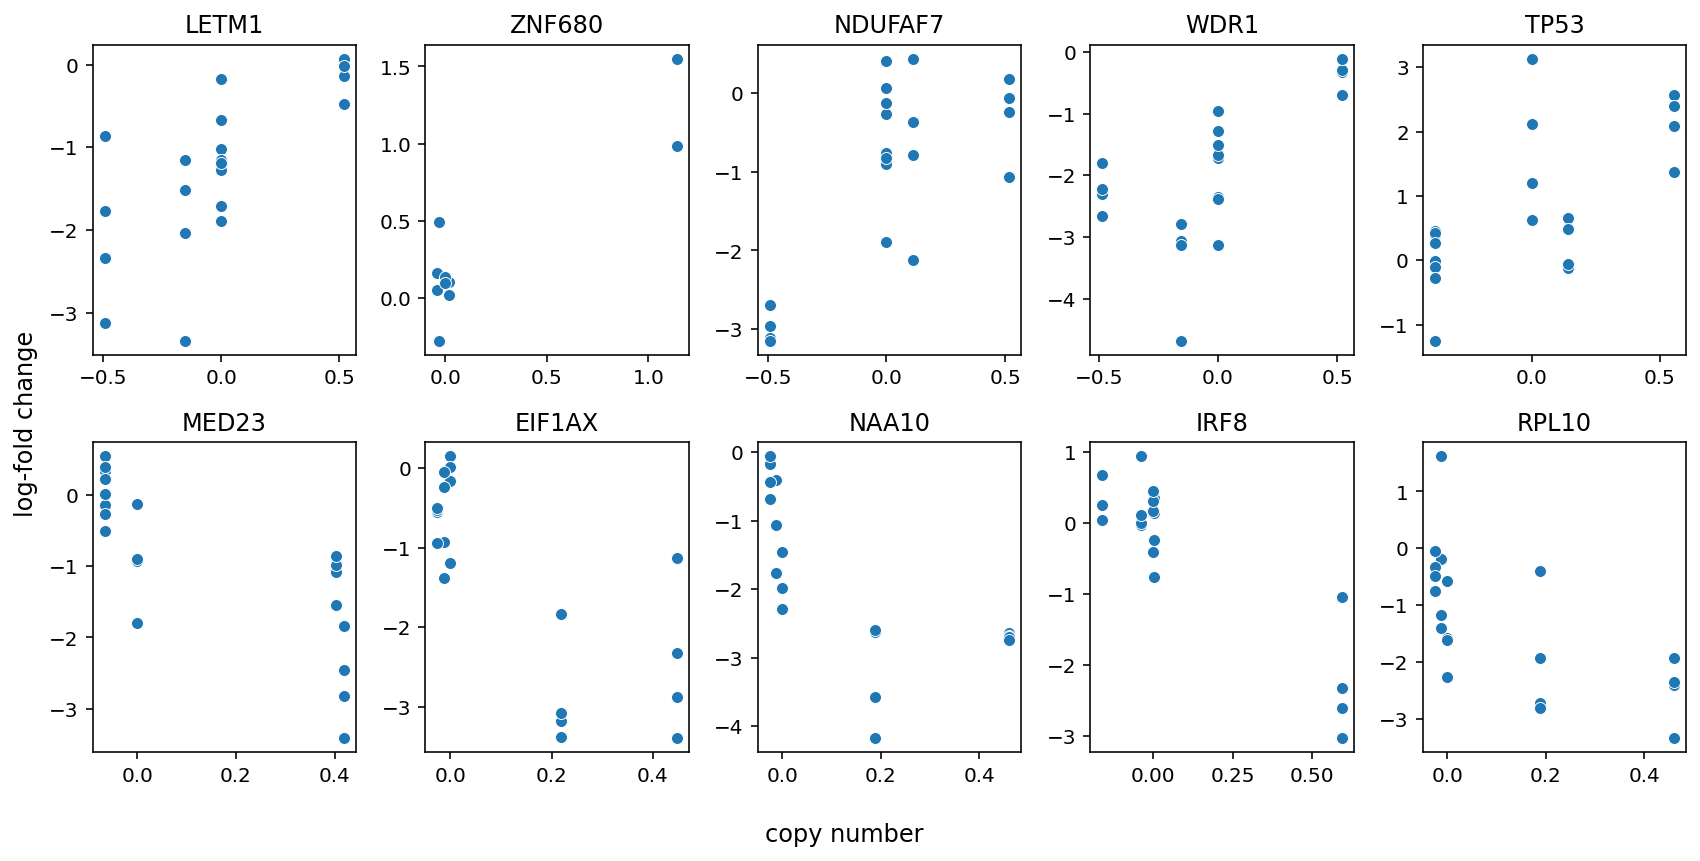 LETM1 ZNF680 NDUFAF7 WDR1 TP53
0 −1 −2 −3
1.5 1.0 0.5 0.0
0 −1 −2 −3
0 −1 −2 −3 −4
3 2 1 0 −1
−0.5 0.0 0.5
0.0 0.5 1.0
−0.5 0.0 0.5
−0.5 0.0 0.5
0.0 0.5
log-fold change
MED23 EIF1AX NAA10 IRF8 RPL10
0 −1 −2 −3
0 −1 −2 −3
0 −1 −2 −3 −4
1 0 −1 −2 −3
1 0 −1 −2 −3
0.0 0.2 0.4
0.0 0.2 0.4
0.0 0.2 0.4
0.00 0.25 0.50
0.0 0.2 0.4
copy number